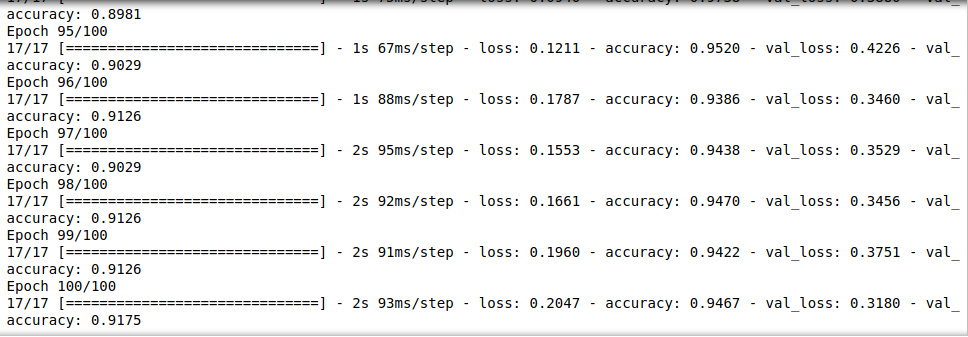 accuracy: 0.8981
Epoch 95/100
17/17 [==============================] - 1s 67ms/step - loss: 0.1211 - accuracy: 0.9520 - val_loss: 0.4226 - val_
accuracy: 0.9029
Epoch 96/100
17/17 [==============================] - 1s 88ms/step - loss: 0.1787 - accuracy: 0.9386 - val_loss: 0.3460 - val_
accuracy: 0.9126
Epoch 97/100
17/17 [==============================] - 2s 95ms/step - loss: 0.1553 - accuracy: 0.9438 - val_loss: 0.3529 - val_
accuracy: 0.9029
Epoch 98/100
17/17 [==============================] - 2s 92ms/step - loss: 0.1661 - accuracy: 0.9470 - val_loss: 0.3456 - val_
accuracy: 0.9126
Epoch 99/100
17/17 [==============================] - 2s 91ms/step - loss: 0.1960 - accuracy: 0.9422 - val_loss: 0.3751 - val_
accuracy: 0.9126
Epoch 100/100
17/17 [==============================] - 2s 93ms/step - loss: 0.2047 - accuracy: 0.9467 - val_loss: 0.3180 - val_
accuracy: 0.9175